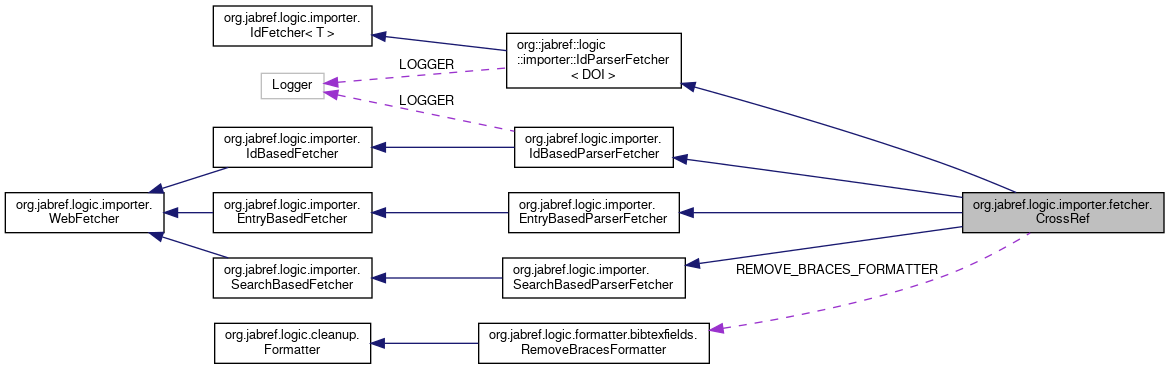 org.jabref.logic.importer.
IdFetcher< T >
org::jabref::logic
::importer::IdParserFetcher
< DOI >
LOGGER
Logger
LOGGER
org.jabref.logic.importer.
IdBasedFetcher
org.jabref.logic.importer.
IdBasedParserFetcher
org.jabref.logic.importer.
WebFetcher
org.jabref.logic.importer.
EntryBasedFetcher
org.jabref.logic.importer.
EntryBasedParserFetcher
org.jabref.logic.importer.fetcher.
CrossRef
org.jabref.logic.importer.
SearchBasedFetcher
org.jabref.logic.importer.
SearchBasedParserFetcher
REMOVE_BRACES_FORMATTER
org.jabref.logic.cleanup.
Formatter
org.jabref.logic.formatter.bibtexfields.
RemoveBracesFormatter